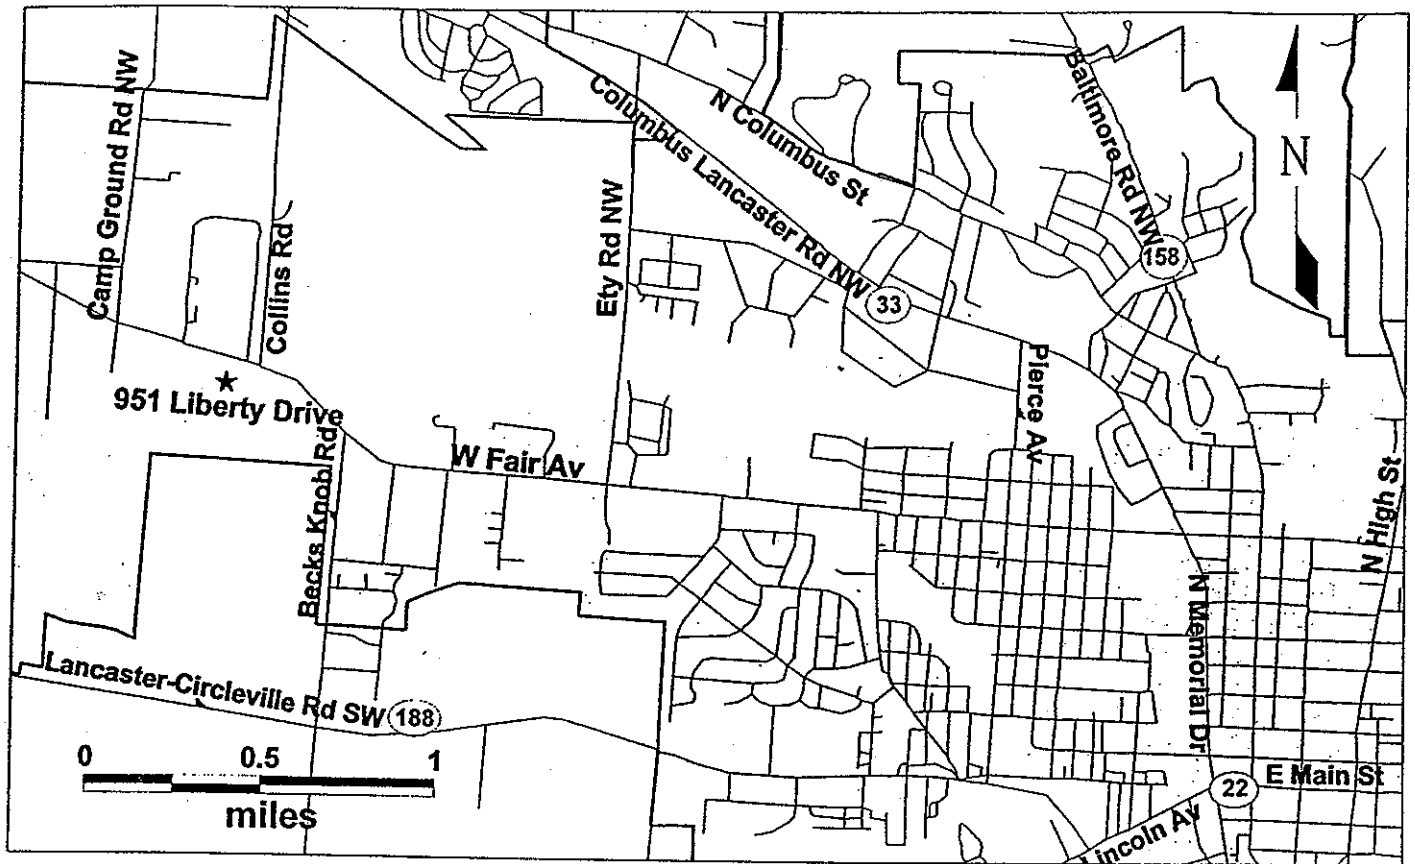 Camp Ground Rd NW
Collins Rd
Columbus Lancaster Rd NW
N Columbus St
Baltimore Rd NW
158
N
Ety Rd NW
33
Pierce Av
951 Liberty Drive
Becks Knob Rd
W Fair Av
N High St
N Memorial Dr
Lancaster-Circleville Rd SW
188
0 0.5 1
miles
22
E Main St
Lincoln Av